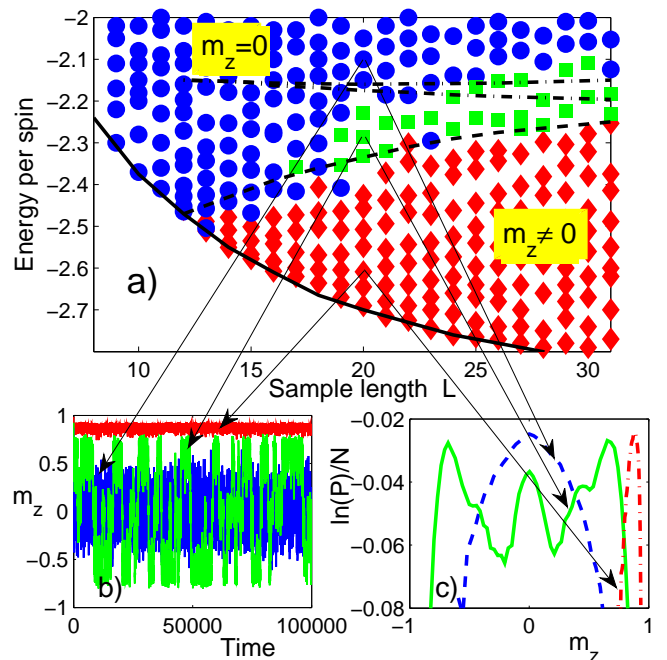 −2
−2.1
−2.2
−2.3
−2.4
−2.5
−2.6
−2.7
Energy per spin
m_z=0
m_z≠ 0
a)
10 15 20 25 30
Sample length L
1
0.5
0
−0.5
−1
m_z
b)
0 50000 100000
Time
−0.02
−0.04
−0.06
−0.08
ln(P)/N
c)
−1 0 1
m_z